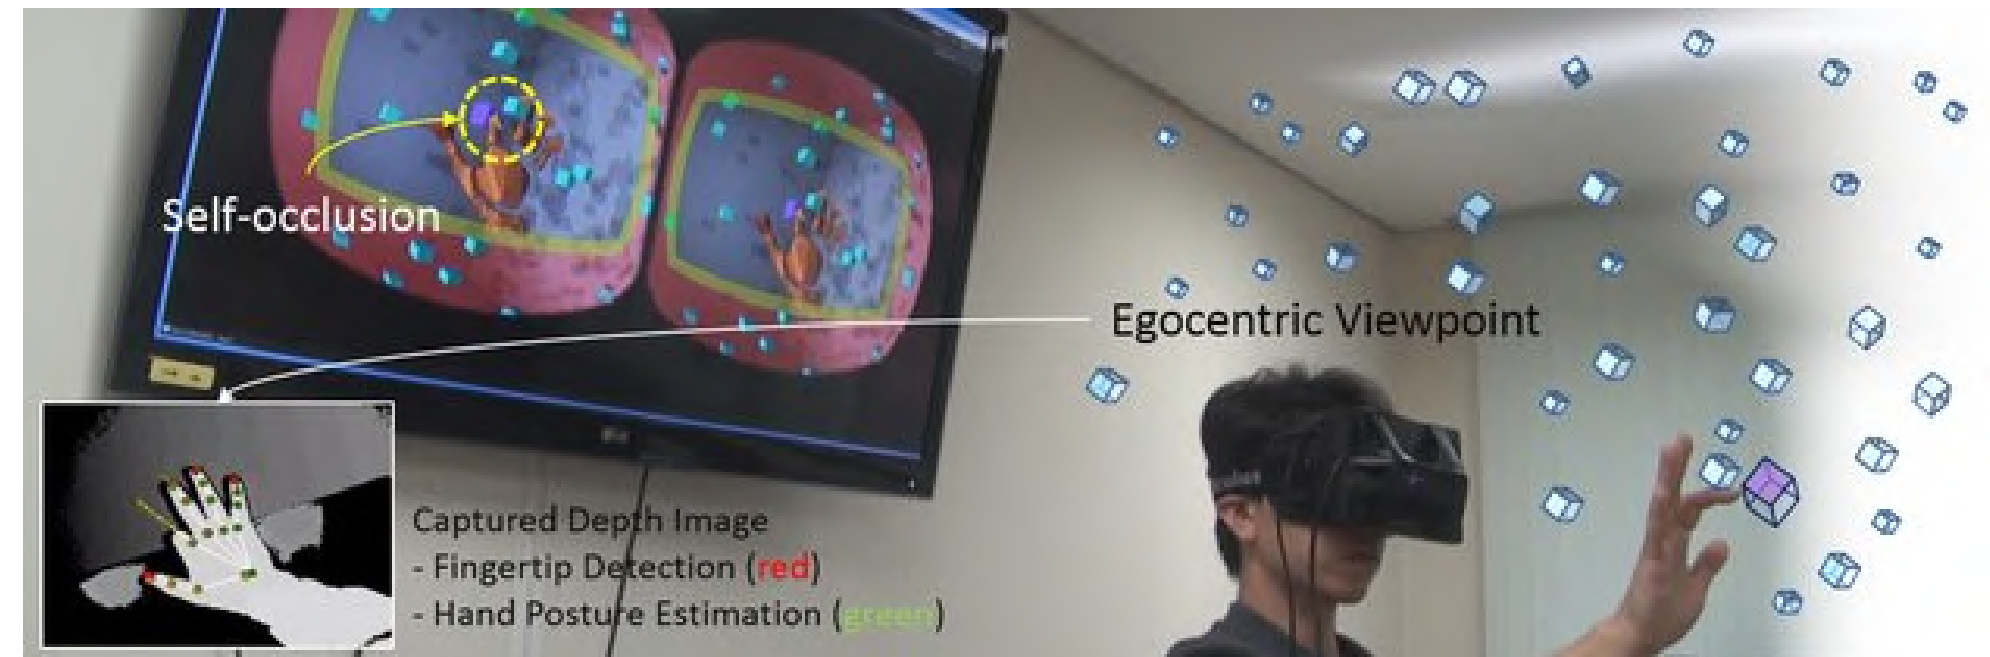 Self-occlusion
Egocentric Viewpoint
Captured Depth Image
- Fingertip Detection (red)
- Hand Posture Estimation (green)